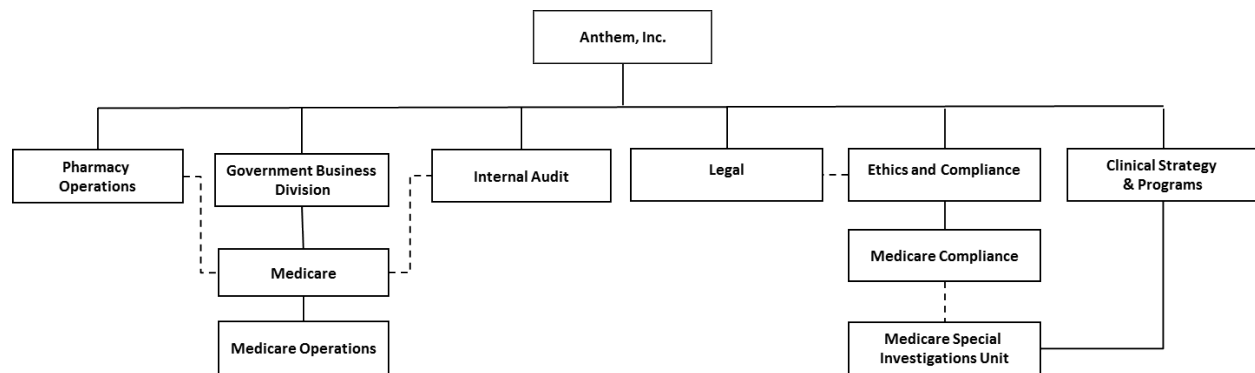 Anthem, Inc.
Pharmacy
Operations
Government Business
Division
Internal Audit
Legal
Ethics and Compliance
Clinical Strategy
& Programs
Medicare
Medicare Compliance
Medicare Operations
Medicare Special
Investigations Unit